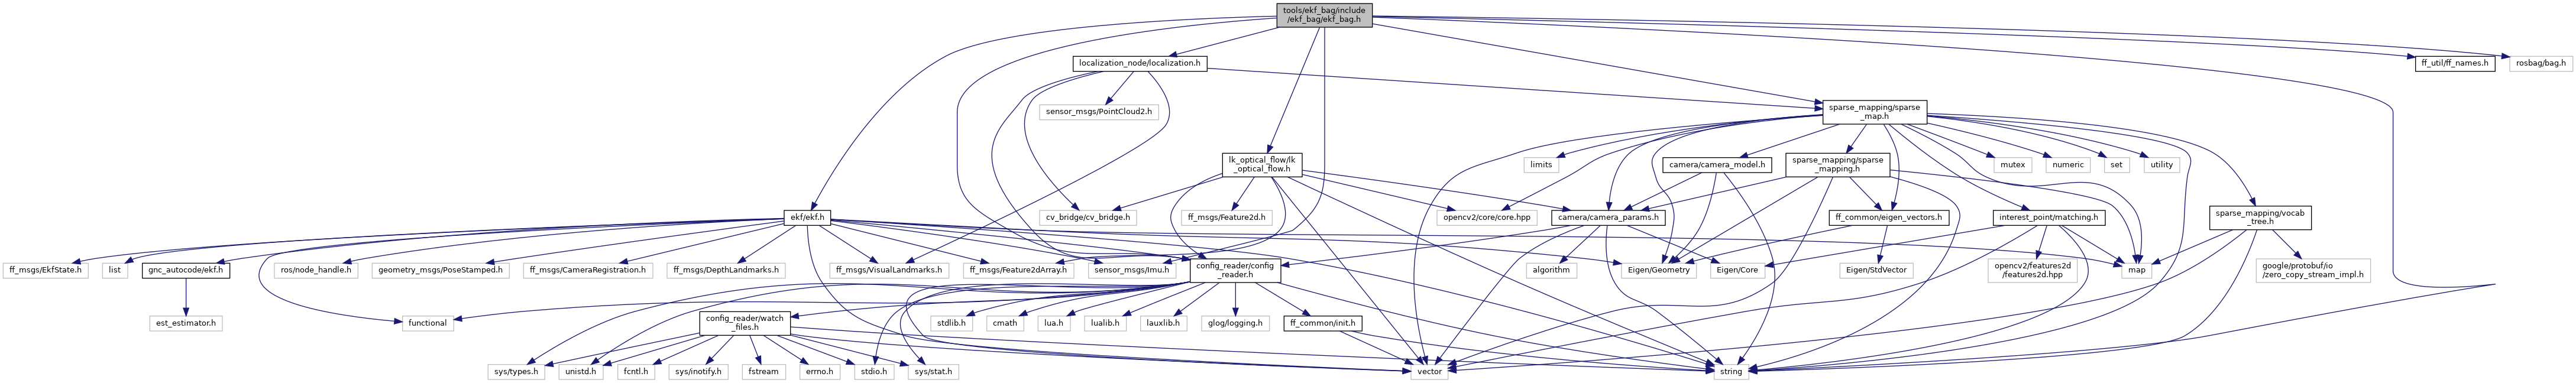 tools/ekf_bag/include
/ekf_bag/ekf_bag.h
localization_node/localization.h
ff_util/ff_names.h
rosbag/bag.h
sensor_msgs/PointCloud2.h
sparse_mapping/sparse
_map.h
lk_optical_flow/lk
_optical_flow.h
limits
camera/camera_model.h
sparse_mapping/sparse
_mapping.h
mutex
numeric
set
utility
ekf/ekf.h
cv_bridge/cv_bridge.h
ff_msgs/Feature2d.h
opencv2/core/core.hpp
camera/camera_params.h
ff_common/eigen_vectors.h
interest_point/matching.h
sparse_mapping/vocab
_tree.h
ff_msgs/EkfState.h
list
gnc_autocode/ekf.h
ros/node_handle.h
geometry_msgs/PoseStamped.h
ff_msgs/CameraRegistration.h
ff_msgs/DepthLandmarks.h
ff_msgs/VisualLandmarks.h
ff_msgs/Feature2dArray.h
sensor_msgs/Imu.h
config_reader/config
_reader.h
algorithm
Eigen/Geometry
Eigen/Core
Eigen/StdVector
opencv2/features2d
/features2d.hpp
map
google/protobuf/io
/zero_copy_stream_impl.h
est_estimator.h
functional
config_reader/watch
_files.h
stdlib.h
cmath
lua.h
lualib.h
lauxlib.h
glog/logging.h
ff_common/init.h
sys/types.h
unistd.h
fcntl.h
sys/inotify.h
fstream
errno.h
stdio.h
sys/stat.h
vector
string